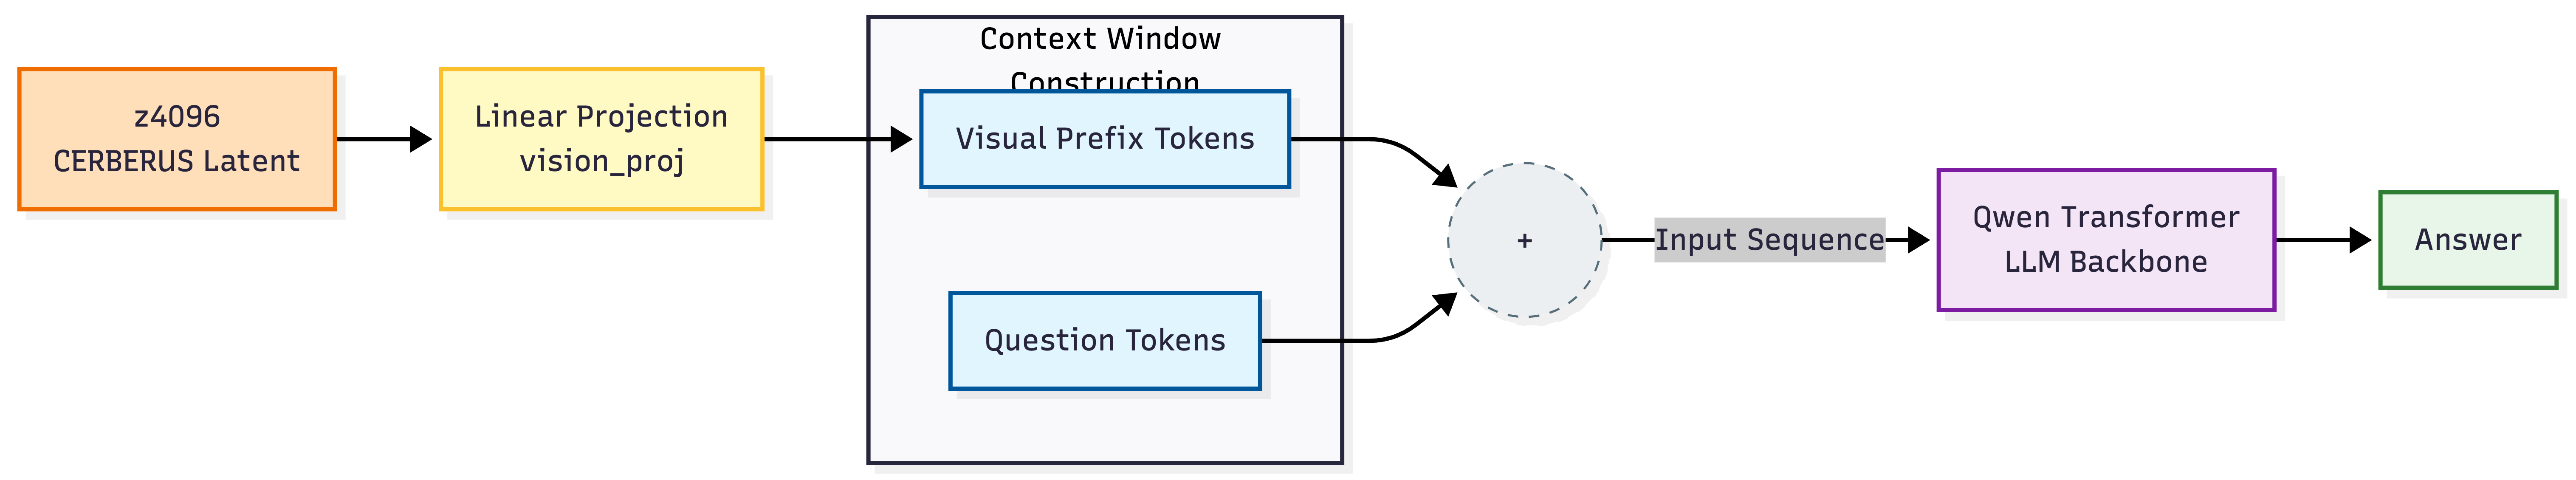 z4096
CERBERUS Latent
Linear Projection
vision_proj
Context Window
Construction
Visual Prefix Tokens
Question Tokens
+
Input Sequence
Qwen Transformer
LLM Backbone
Answer